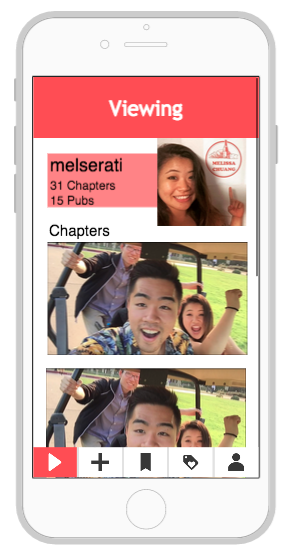 Viewing
melserati
31 Chapters
15 Pubs
MELISSA
ZHUANG
Chapters